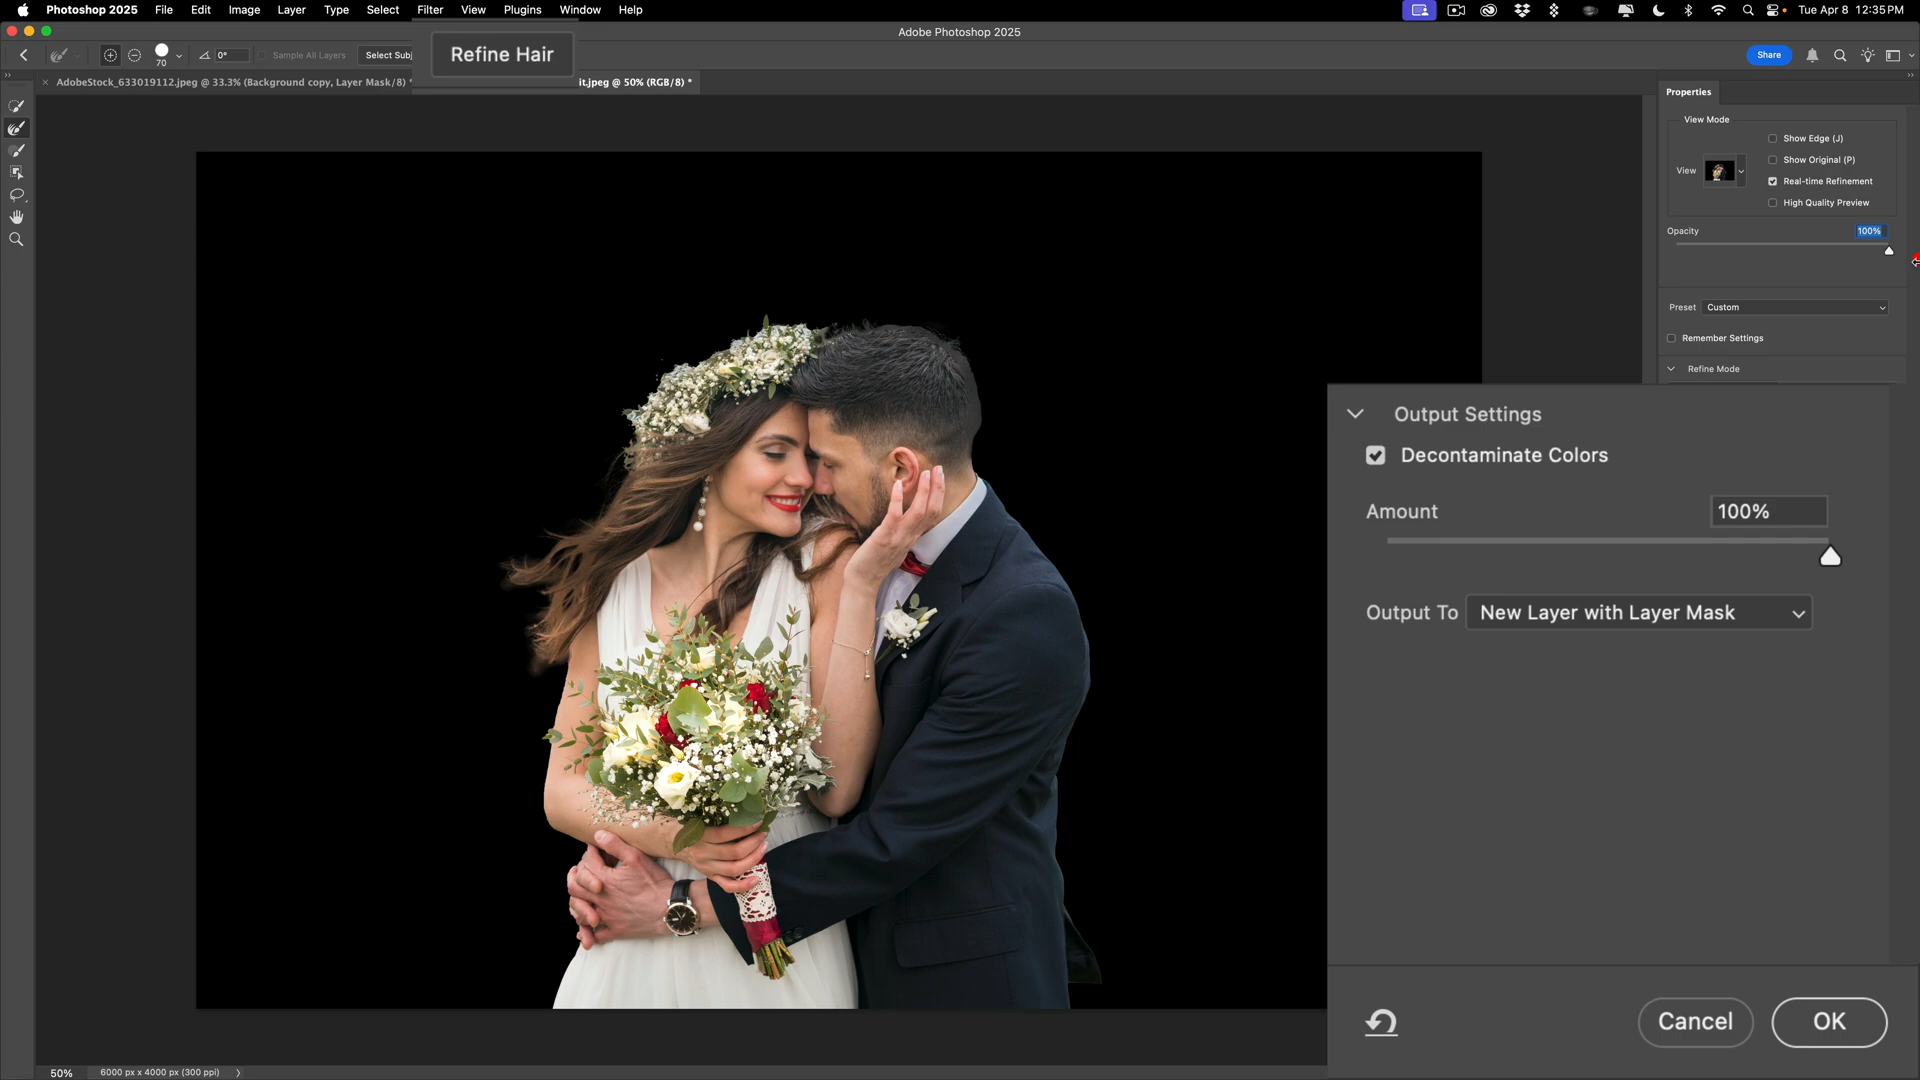 Photoshop 2025 File Edit Image Layer Type Select Filter View Plugins Window Help Tue Apr 8 12:35 PM
Adobe Photoshop 2025
70 0° Sample All Layers Select Subj Refine Hair Share
AdobeStock_633019112.jpeg @ 33.3% (Background copy, Layer Mask/8) * it.jpeg @ 50% (RGB/8) *
Properties
View Mode
Show Edge (J)
Show Original (P)
View
Real-time Refinement
High Quality Preview
Opacity 100%
Preset Custom
Remember Settings
Refine Mode
Output Settings
Decontaminate Colors
Amount 100%
Output To New Layer with Layer Mask
Cancel OK
50% 6000 px x 4000 px (300 ppi)